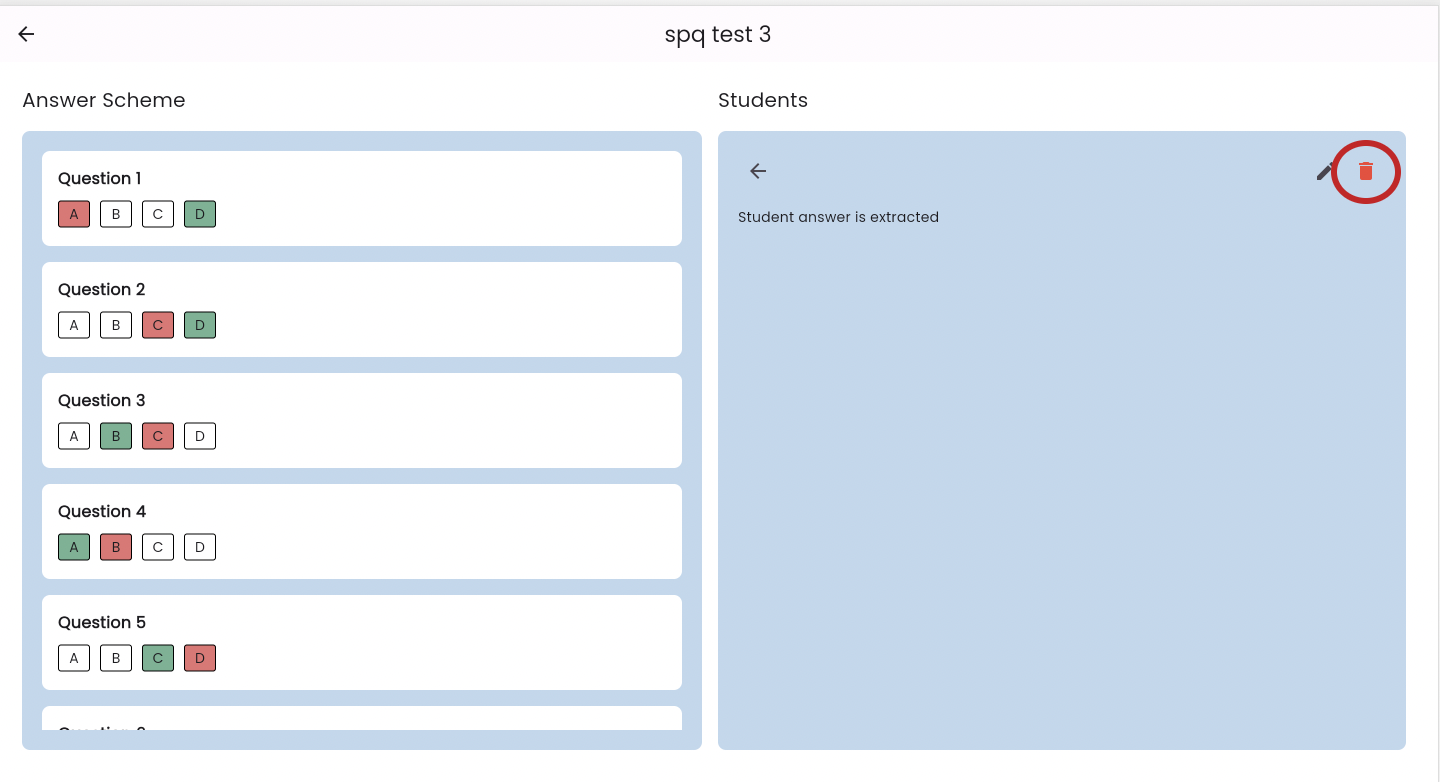 spq test 3
Answer Scheme
Question 1
A B C D
Question 2
A B C D
Question 3
A B C D
Question 4
A B C D
Question 5
A B C D
Students
Student answer is extracted